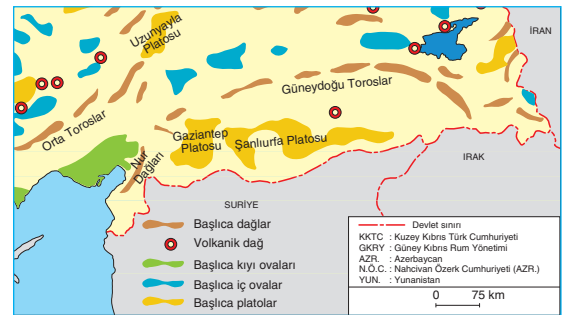 Uzunyayla
Platosu
İRAN
Güneydoğu Toroslar
Orta Toroslar
Nur
Dağları
Gaziantep
Platosu
Şanlıurfa Platosu
IRAK
SURİYE
Başlıca dağlar
Volkanik dağ
Başlıca kıyı ovaları
Başlıca iç ovalar
Başlıca platolar
Devlet sınırı
KKTC : Kuzey Kıbrıs Türk Cumhuriyeti
GKRY : Güney Kıbrıs Rum Yönetimi
AZR. : Azerbaycan
N.Ö.C. : Nahcivan Özerk Cumhuriyeti (AZR.)
YUN. : Yunanistan
0 75 km